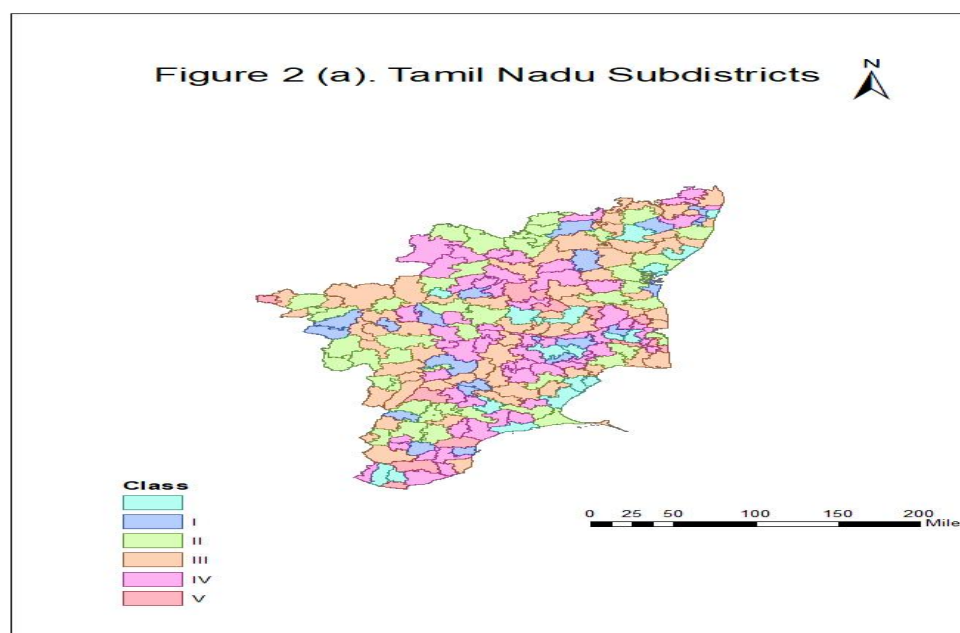 Figure 2 (a). Tamil Nadu Subdistricts
N
Class
I
II
III
IV
V
0 25 50 100 150 200
Mile